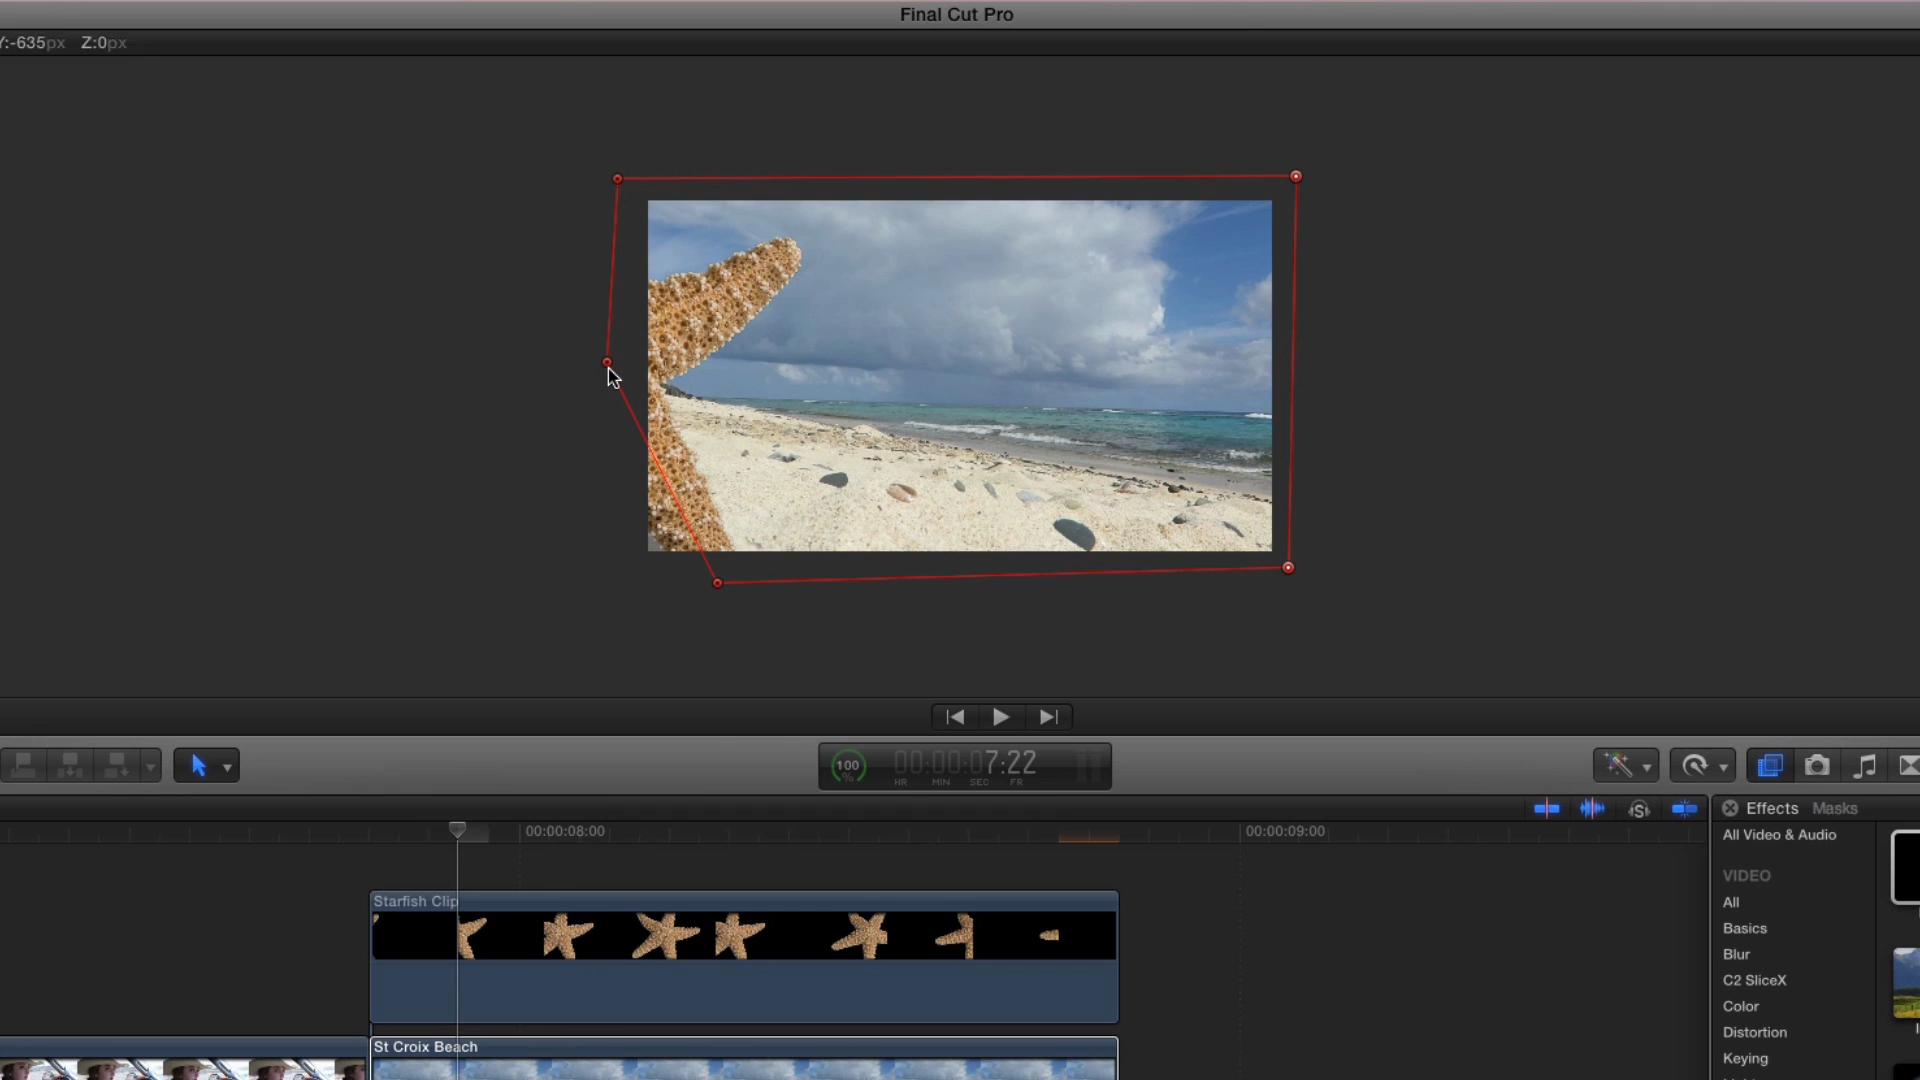 Final Cut Pro
Y:-635px Z:0px
100
%
00:00:07:22
HR MIN SEC FR
Effects Masks
00:00:08:00
00:00:09:00
All Video & Audio
VIDEO
Starfish Clip
All
Basics
Blur
C2 SliceX
Color
Distortion
St Croix Beach
Keying